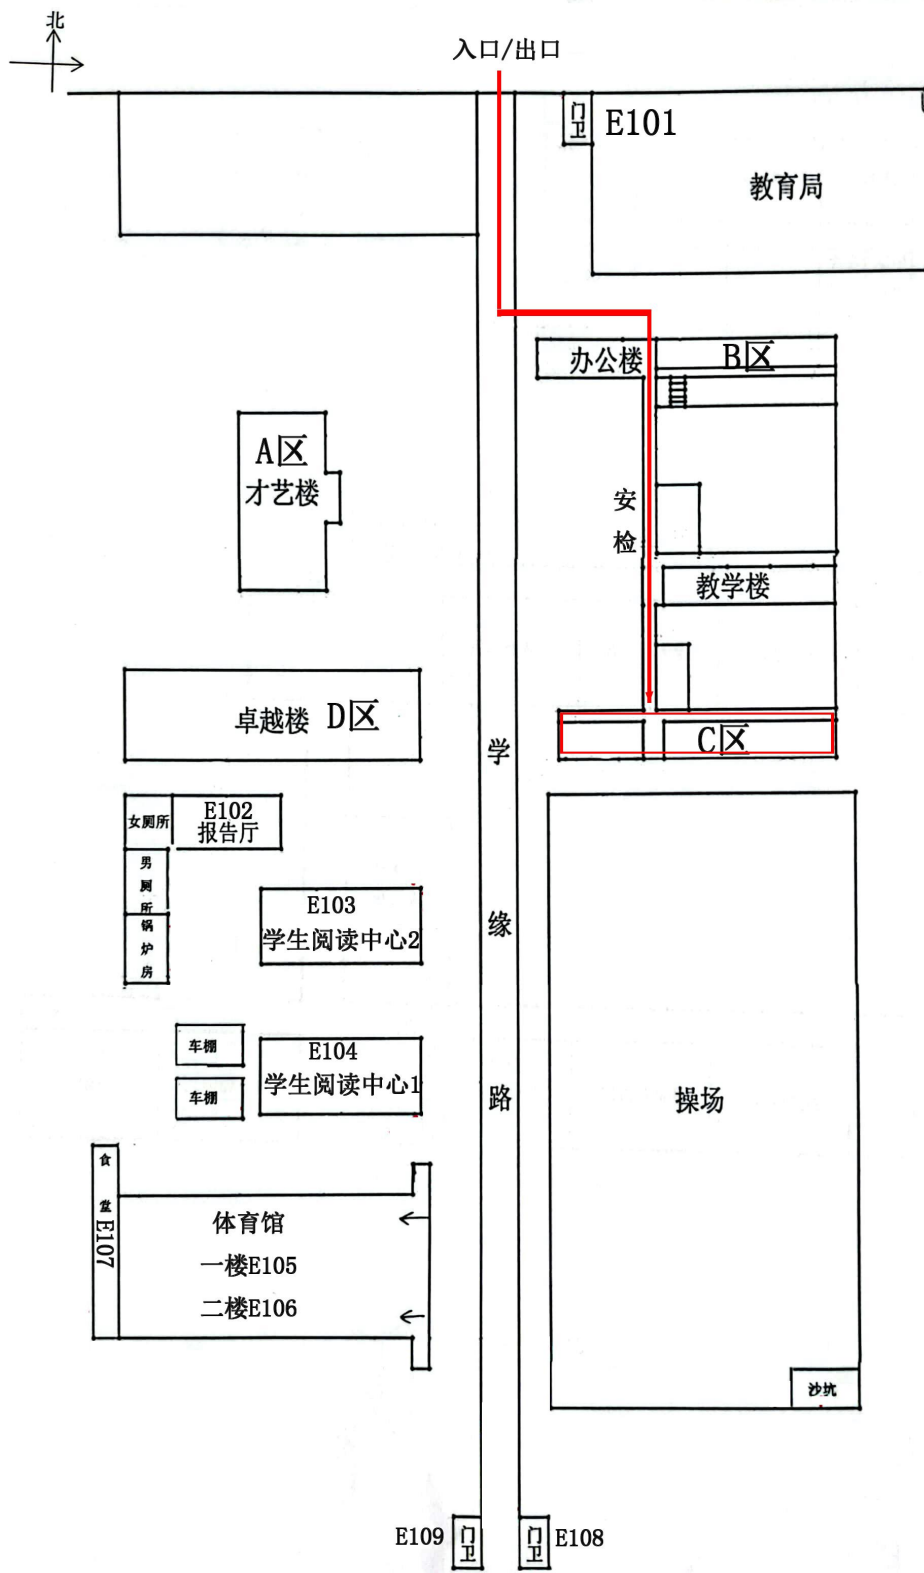 北
入口/出口
门卫
E101
教育局
办公楼
B区
A区
才艺楼
安检
教学楼
卓越楼 D区
C区
学缘路
女厕所
E102
报告厅
男厕所
锅炉房
E103
学生阅读中心2
车棚
E104
学生阅读中心1
车棚
操场
食堂E107
体育馆
一楼E105
二楼E106
沙坑
E109
门卫
门卫
E108